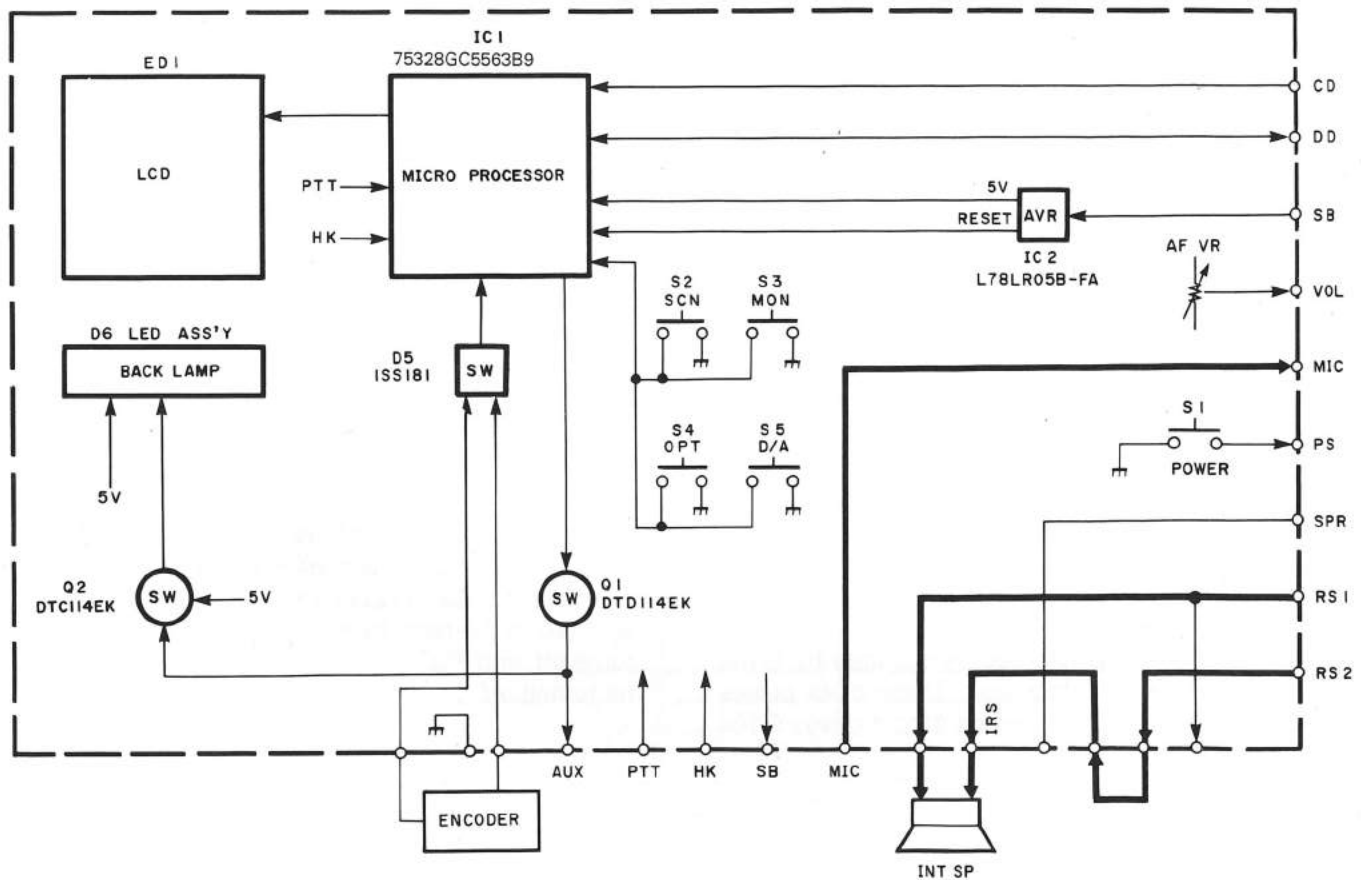 IC1
75328GC5563B9
ED1
LCD
MICRO PROCESSOR
PTT
HK
CD
DD
5V
RESET
AVR
SB
IC2
L78LR05B-FA
AF VR
VOL
S2
SCN
S3
MON
D6 LED ASS'Y
BACK LAMP
D5
1SS181
SW
MIC
S4
OPT
S5
D/A
S1
POWER
PS
5V
SPR
Q2
DTC114EK
SW
5V
SW
Q1
DTD114EK
RS1
RS2
IRS
AUX
PTT
HK
SB
MIC
ENCODER
INT SP